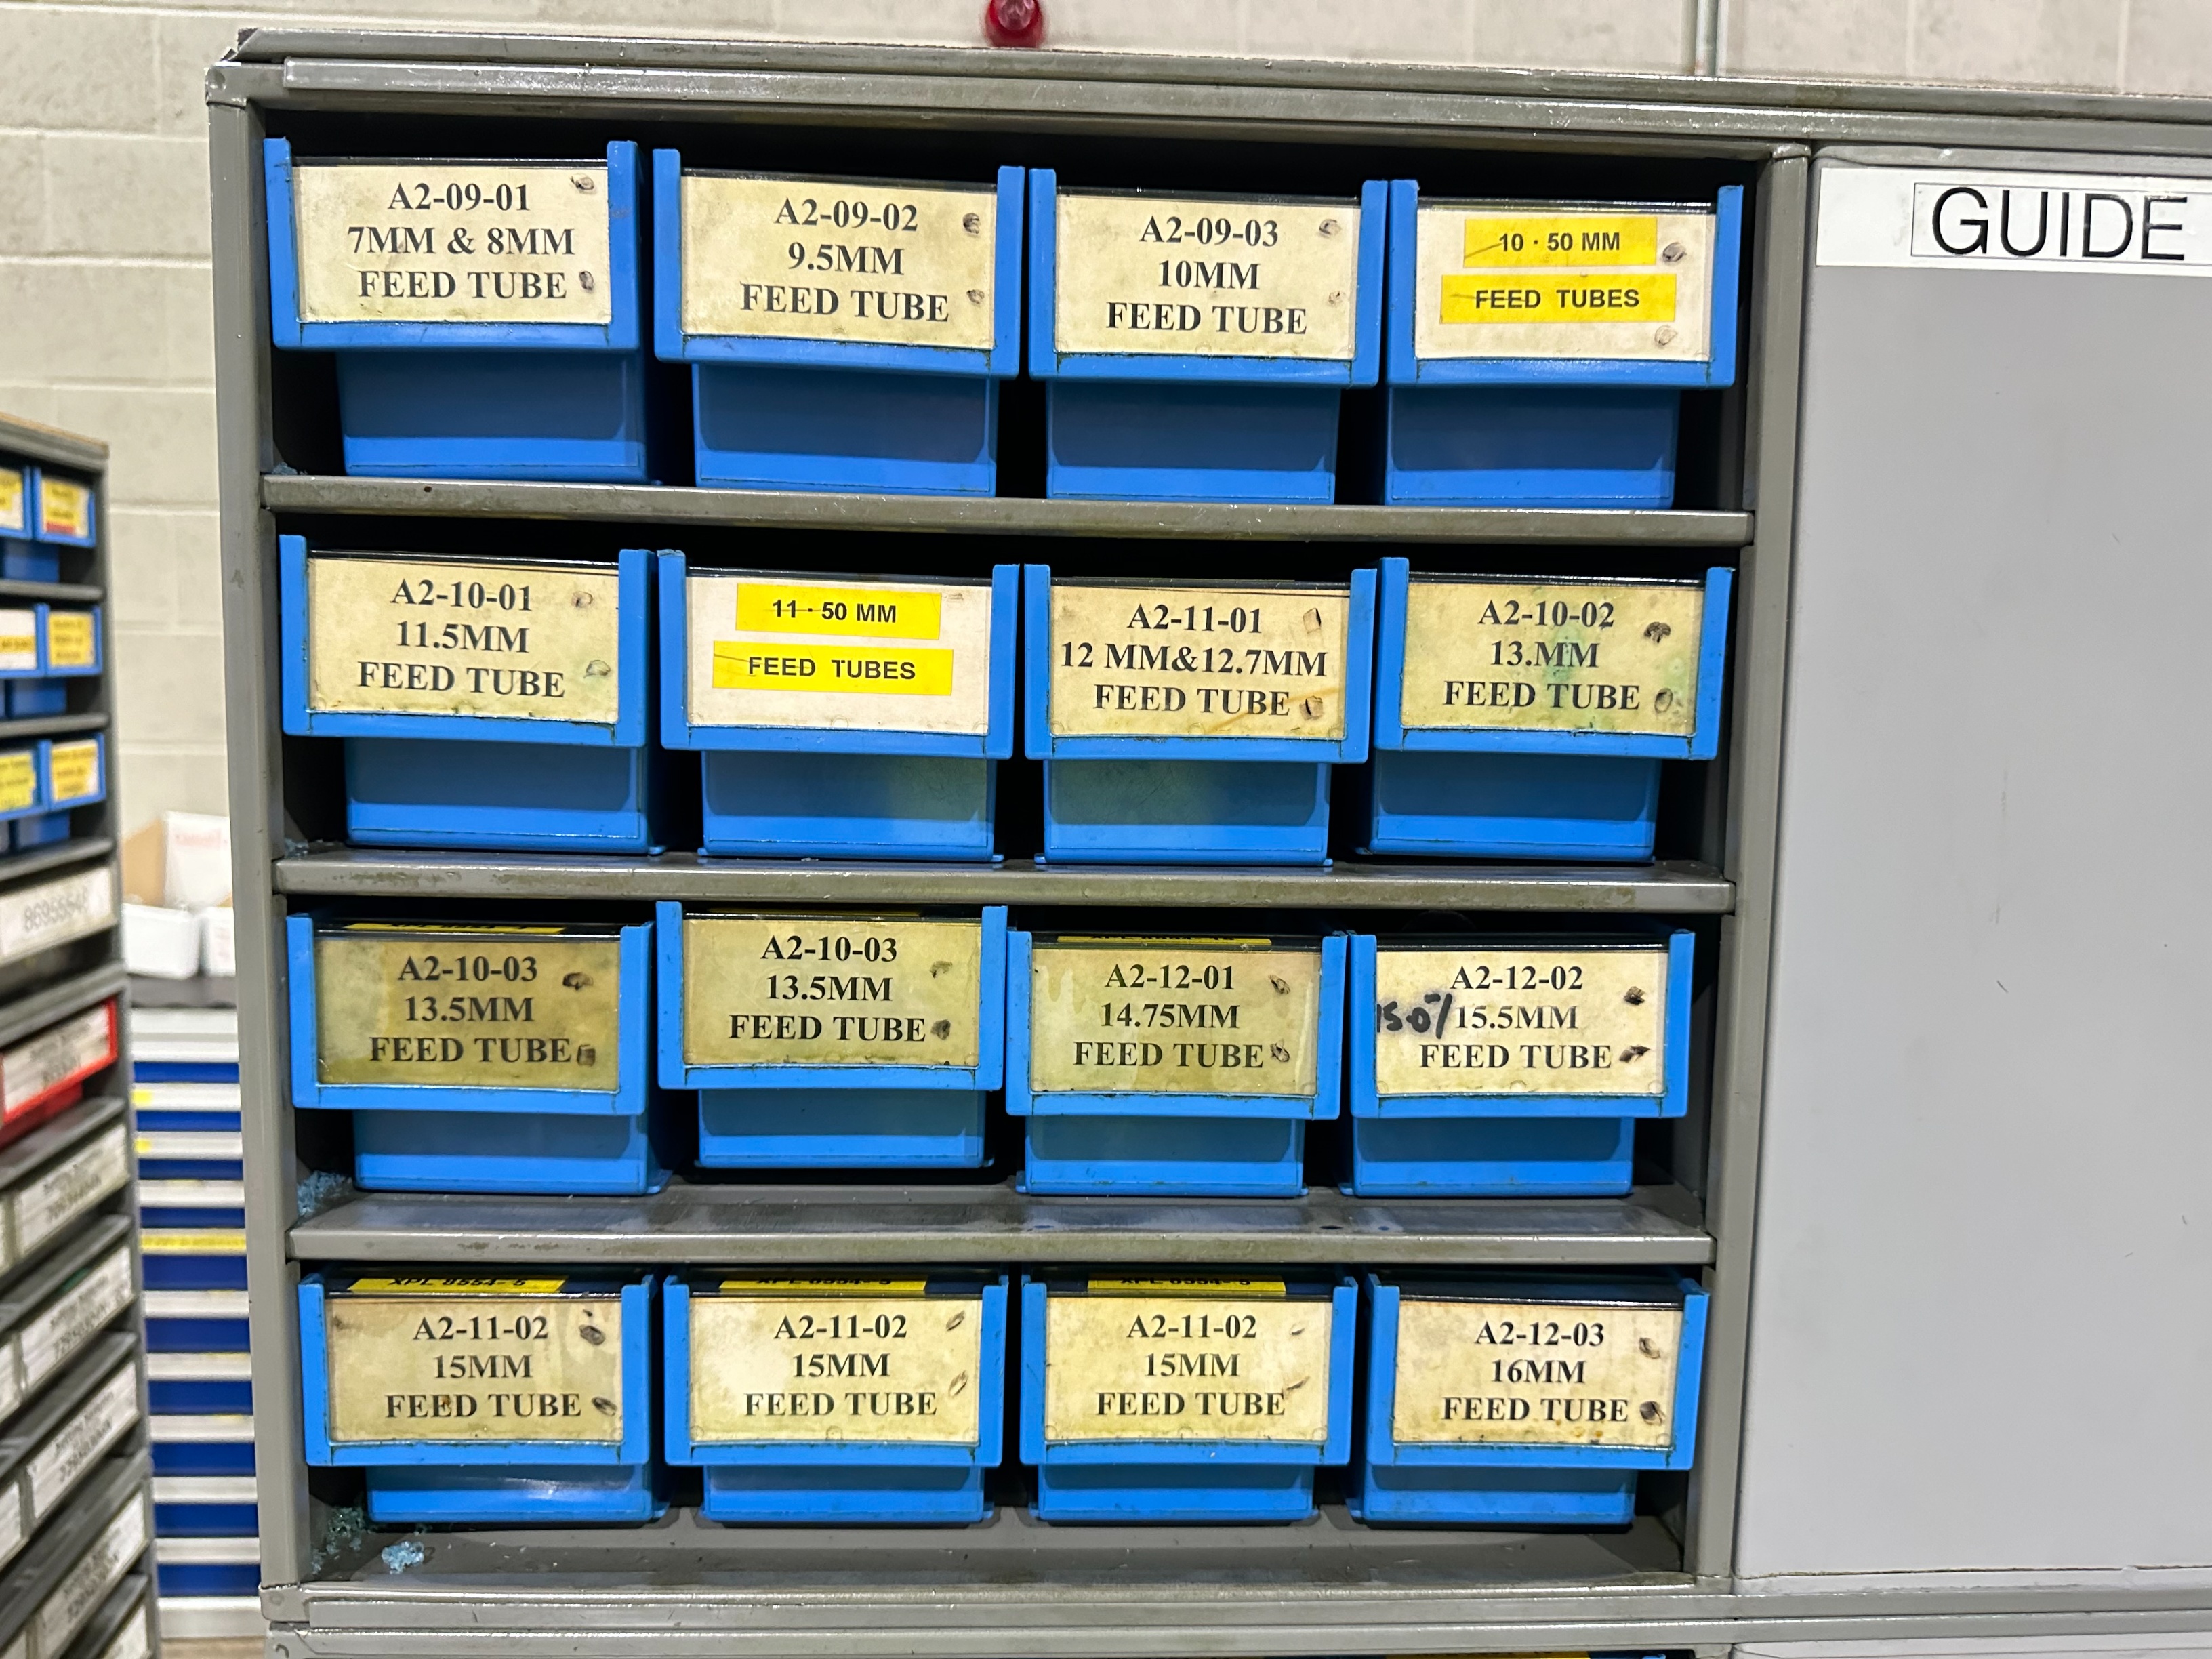 A2-09-01
7MM & 8MM
FEED TUBE
A2-09-02
9.5MM
FEED TUBE
A2-09-03
10MM
FEED TUBE
10·50 MM
FEED TUBES
GUIDE
A2-10-01
11.5MM
FEED TUBE
11·50 MM
FEED TUBES
A2-11-01
12 MM&12.7MM
FEED TUBE
A2-10-02
13.MM
FEED TUBE
A2-10-03
13.5MM
FEED TUBE
A2-10-03
13.5MM
FEED TUBE
A2-12-01
14.75MM
FEED TUBE
A2-12-02
15.0/15.5MM
FEED TUBE
XPL 8554-5
A2-11-02
15MM
FEED TUBE
A2-11-02
15MM
FEED TUBE
A2-11-02
15MM
FEED TUBE
A2-12-03
16MM
FEED TUBE